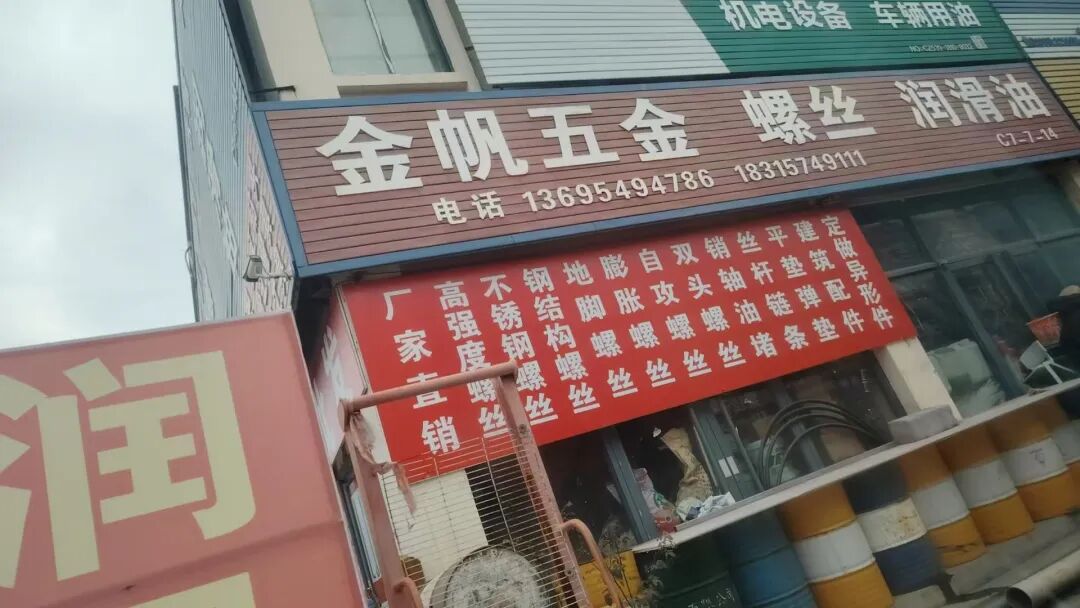 机电设备 车辆用油
金帆五金 螺丝 润滑油
C7-7-14
电话 13695494786 18315749111
厂家直销
高强度螺丝
不锈钢螺丝
钢结构螺丝
地脚螺丝
膨胀螺丝
自攻螺丝
双头螺丝
销轴油堵
丝杆链条
平垫弹垫
建筑配件
定做异形件
润